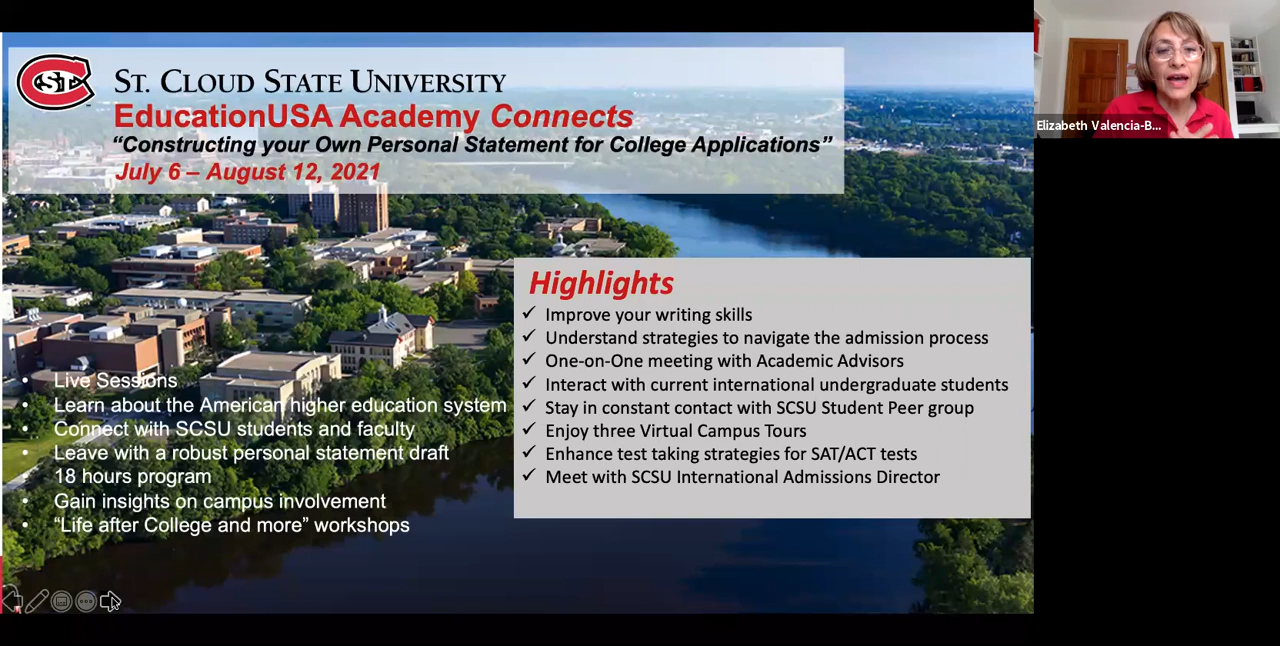 St. Cloud State University
EducationUSA Academy Connects
“Constructing your Own Personal Statement for College Applications”
July 6 – August 12, 2021
Elizabeth Valencia-B...
Highlights
✓ Improve your writing skills
✓ Understand strategies to navigate the admission process
✓ One-on-One meeting with Academic Advisors
✓ Interact with current international undergraduate students
✓ Stay in constant contact with SCSU Student Peer group
✓ Enjoy three Virtual Campus Tours
✓ Enhance test taking strategies for SAT/ACT tests
✓ Meet with SCSU International Admissions Director
• Live Sessions
• Learn about the American higher education system
• Connect with SCSU students and faculty
• Leave with a robust personal statement draft
• 18 hours program
• Gain insights on campus involvement
• “Life after College and more” workshops